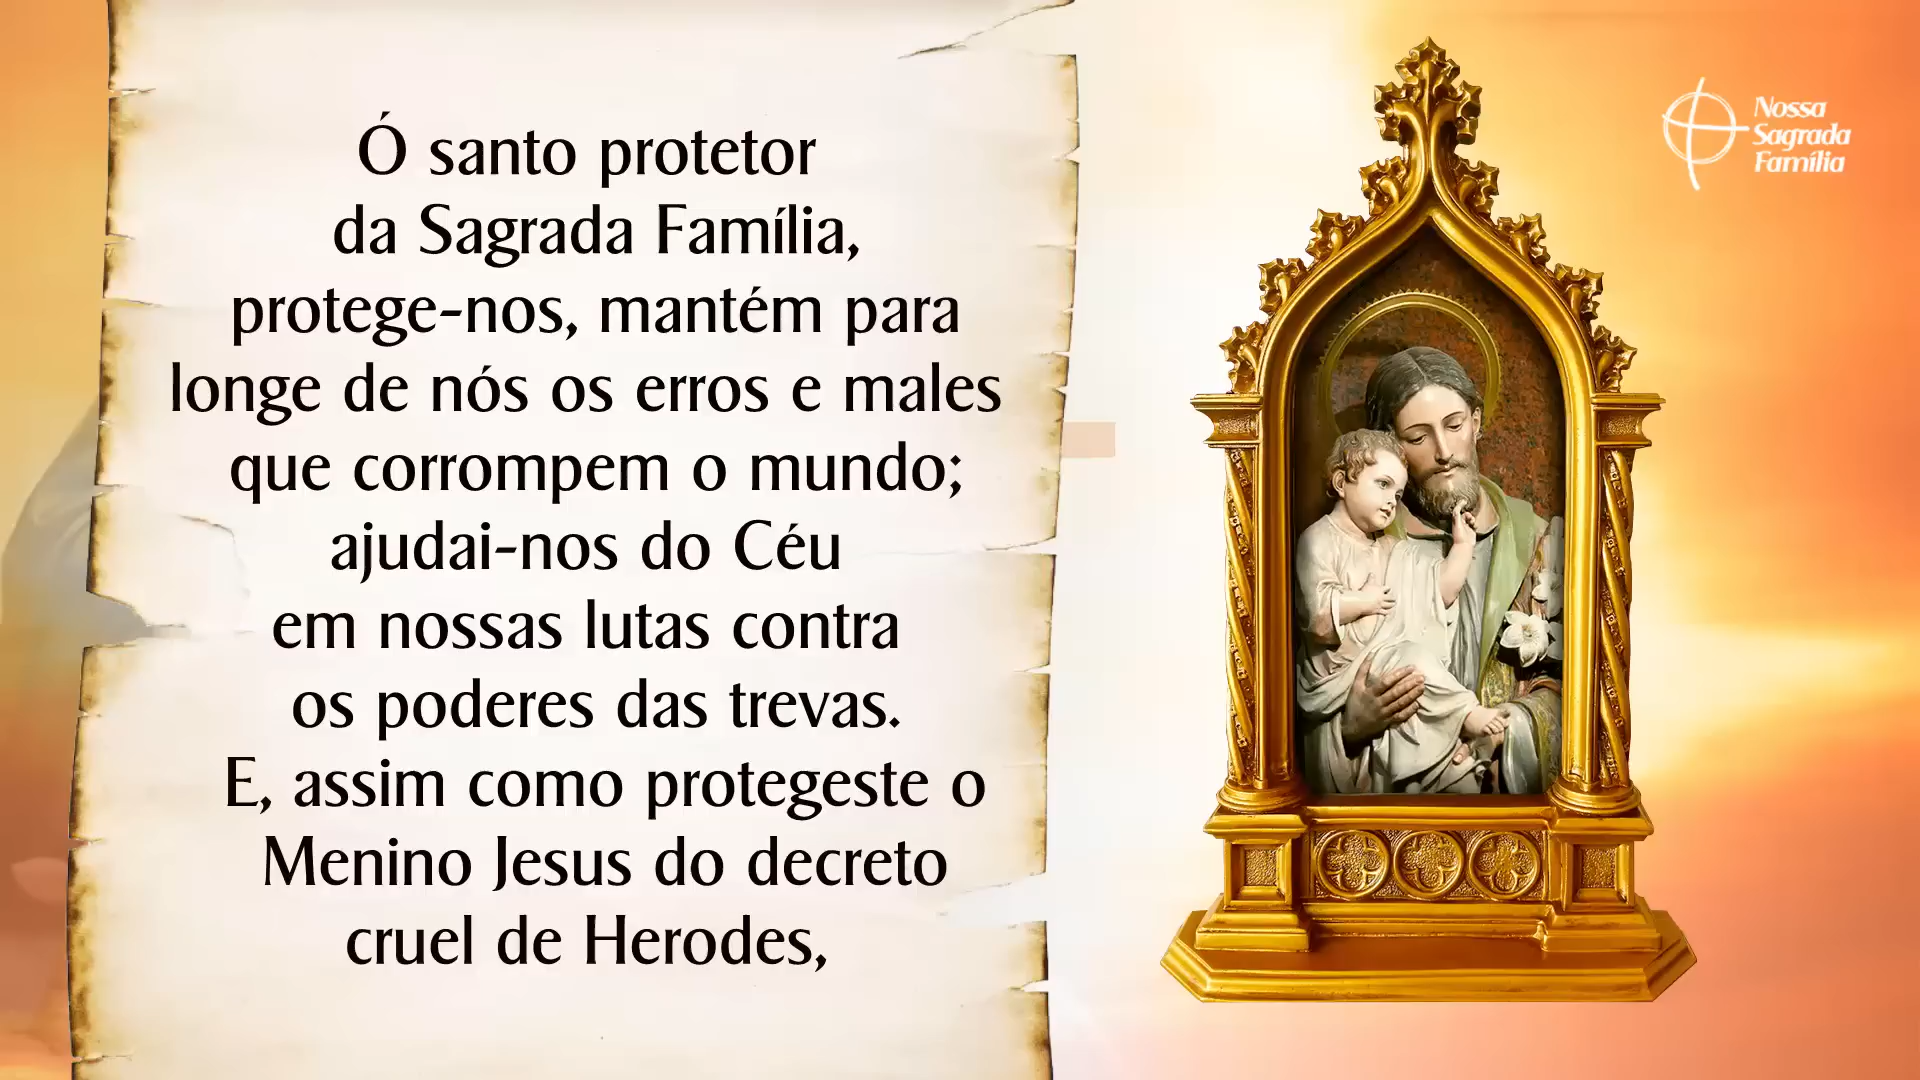 Ó santo protetor
da Sagrada Família,
protege-nos, mantém para
longe de nós os erros e males
que corrompem o mundo;
ajudai-nos do Céu
em nossas lutas contra
os poderes das trevas.
E, assim como protegeste o
Menino Jesus do decreto
cruel de Herodes,
Nossa
Sagrada
Família